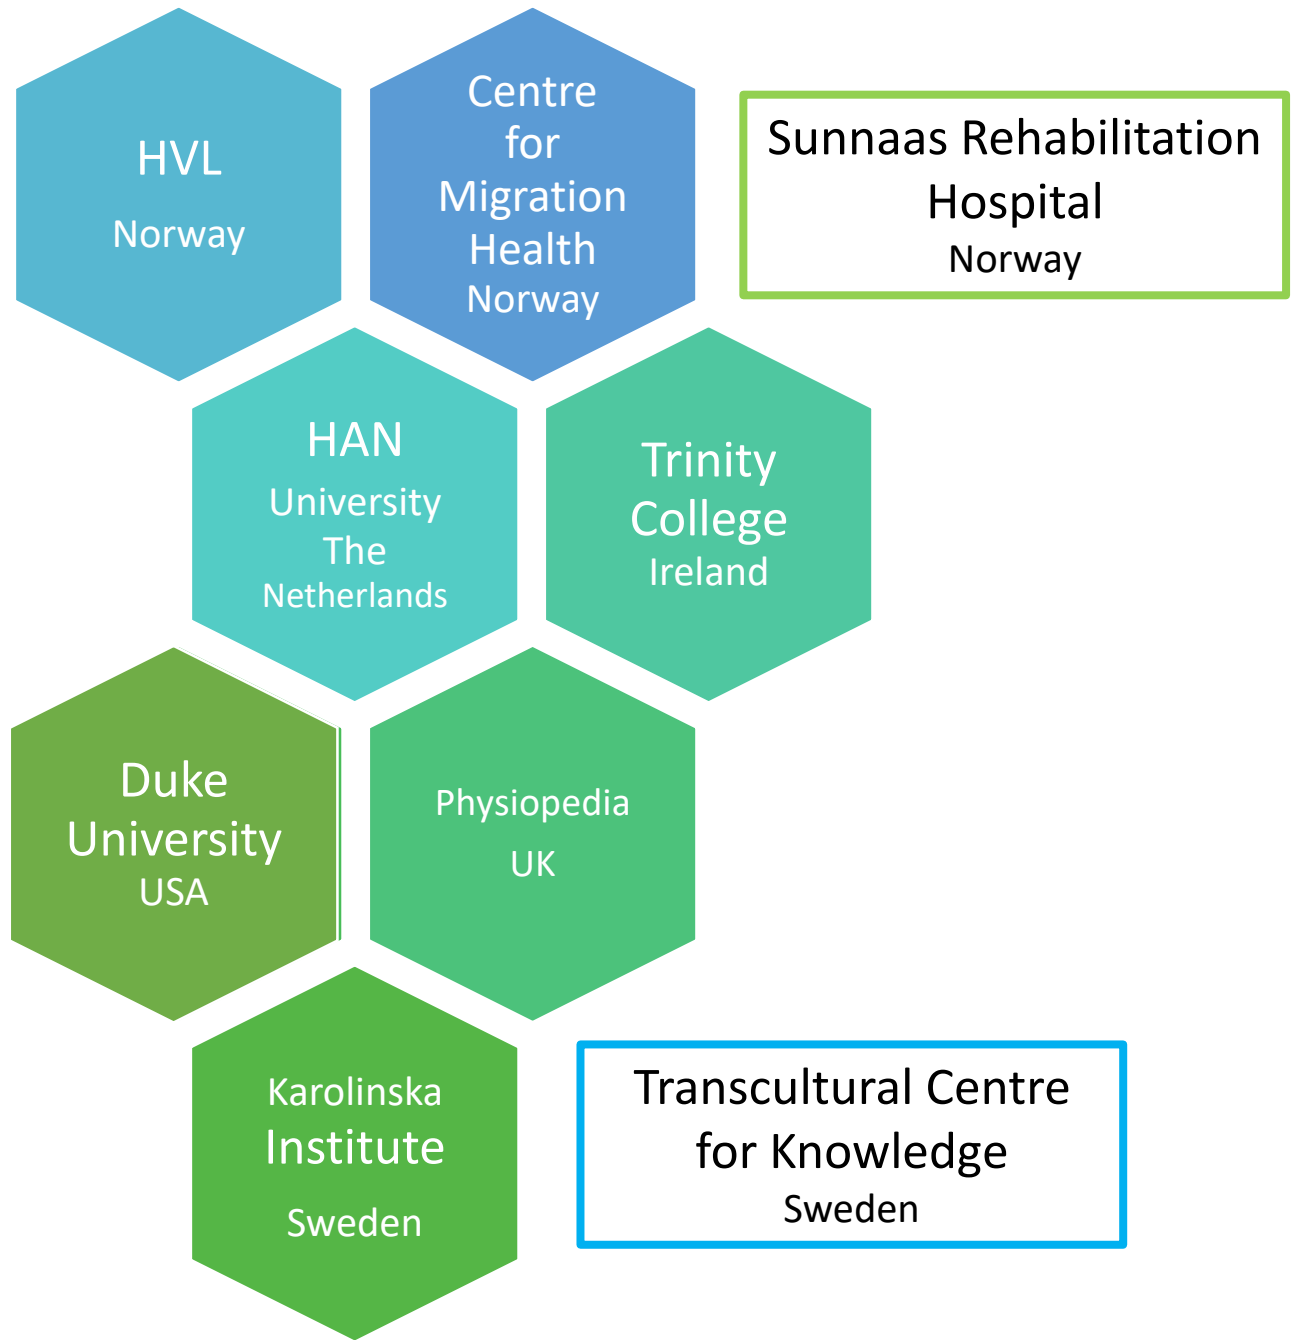 HVL
Norway
Centre
for
Migration
Health
Norway
Sunnaas Rehabilitation
Hospital
Norway
HAN
University
The
Netherlands
Trinity
College
Ireland
Duke
University
USA
Physiopedia
UK
Karolinska
Institute
Sweden
Transcultural Centre
for Knowledge
Sweden